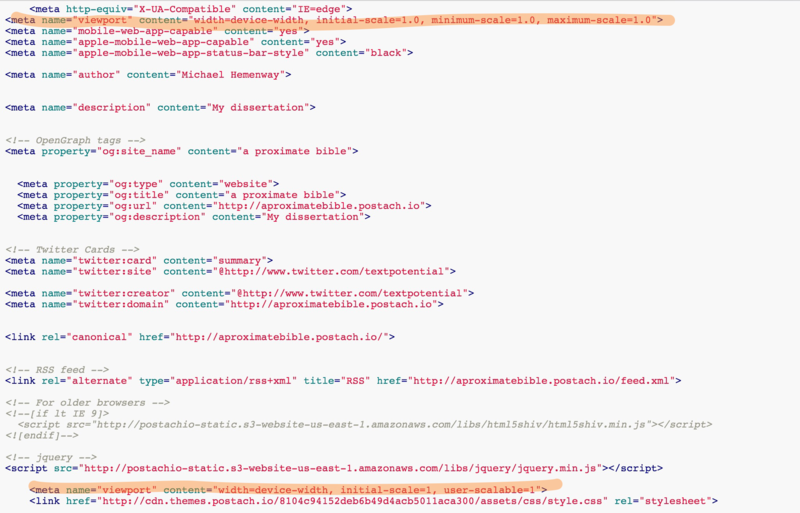 <meta http-equiv="X-UA-Compatible" content="IE=edge">
<meta name="viewport" content="width=device-width, initial-scale=1.0, minimum-scale=1.0, maximum-scale=1.0">
<meta name="mobile-web-app-capable" content="yes">
<meta name="apple-mobile-web-app-capable" content="yes">
<meta name="apple-mobile-web-app-status-bar-style" content="black">
<meta name="author" content="Michael Hemenway">
<meta name="description" content="My dissertation">
<!-- OpenGraph tags -->
<meta property="og:site_name" content="a proximate bible">
<meta property="og:type" content="website">
<meta property="og:title" content="a proximate bible">
<meta property="og:url" content="http://aproximatebible.postach.io">
<meta property="og:description" content="My dissertation">
<!-- Twitter Cards -->
<meta name="twitter:card" content="summary">
<meta name="twitter:site" content="@http://www.twitter.com/textpotential">
<meta name="twitter:creator" content="@http://www.twitter.com/textpotential">
<meta name="twitter:domain" content="http://aproximatebible.postach.io">
<link rel="canonical" href="http://aproximatebible.postach.io/">
<!-- RSS feed -->
<link rel="alternate" type="application/rss+xml" title="RSS" href="http://aproximatebible.postach.io/feed.xml">
<!-- For older browsers -->
<!--[if lt IE 9]>
<script src="http://postachio-static.s3-website-us-east-1.amazonaws.com/libs/html5shiv/html5shiv.min.js"></script>
<![endif]-->
<!-- jquery -->
<script src="http://postachio-static.s3-website-us-east-1.amazonaws.com/libs/jquery/jquery.min.js"></script>
<meta name="viewport" content="width=device-width, initial-scale=1, user-scalable=1">
<link href="http://cdn.themes.postach.io/8104c94152deb6b49d4acb5011aca300/assets/css/style.css" rel="stylesheet">